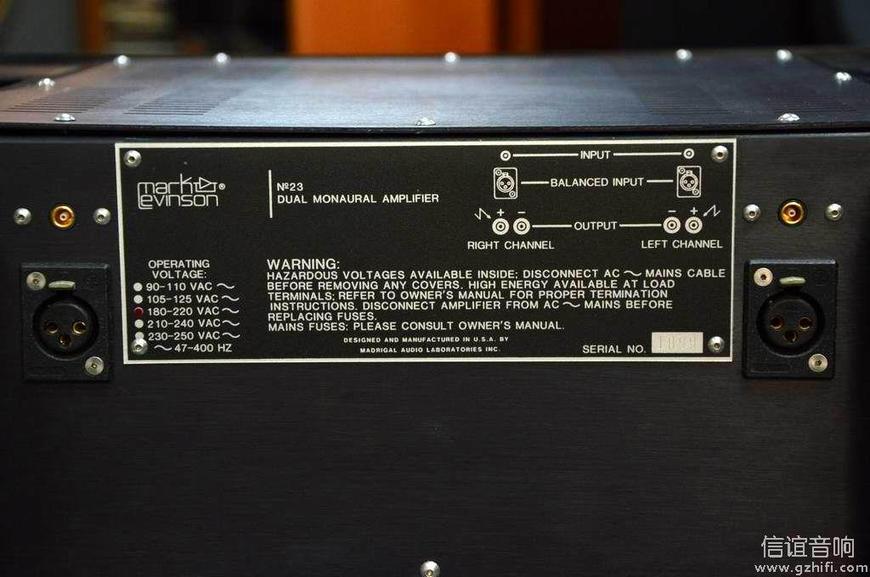 mark levinson®
№23
DUAL MONAURAL AMPLIFIER
INPUT
BALANCED INPUT
+ − OUTPUT − +
RIGHT CHANNEL LEFT CHANNEL
OPERATING
VOLTAGE:
90-110 VAC ～
105-125 VAC ～
180-220 VAC ～
210-240 VAC ～
230-250 VAC ～
～ 47-400 HZ
WARNING:
HAZARDOUS VOLTAGES AVAILABLE INSIDE: DISCONNECT AC ～ MAINS CABLE
BEFORE REMOVING ANY COVERS. HIGH ENERGY AVAILABLE AT LOAD
TERMINALS; REFER TO OWNER'S MANUAL FOR PROPER TERMINATION
INSTRUCTIONS. DISCONNECT AMPLIFIER FROM AC ～ MAINS BEFORE
REPLACING FUSES.
MAINS FUSES: PLEASE CONSULT OWNER'S MANUAL.
DESIGNED AND MANUFACTURED IN U.S.A. BY
MADRIGAL AUDIO LABORATORIES INC.
SERIAL NO.
信谊音响
www.gzhifi.com